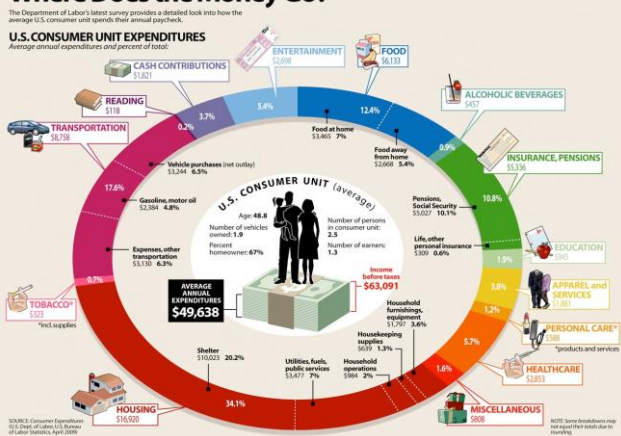 Where Does the Money Go?
The Department of Labor's latest survey provides a detailed look into how the
average U.S. consumer unit spends their annual paycheck.
U.S. CONSUMER UNIT EXPENDITURES
Average annual expenditures and percent of total:
ENTERTAINMENT
$2,698
5.4%
FOOD
$6,133
12.4%
Food at home
$3,465 7%
Food away
from home
$2,668 5.4%
CASH CONTRIBUTIONS
$1,821
3.7%
READING
$118
0.2%
ALCOHOLIC BEVERAGES
$457
0.9%
TRANSPORTATION
$8,758
17.6%
Vehicle purchases (net outlay)
$3,244 6.5%
Gasoline, motor oil
$2,384 4.8%
Expenses, other
transportation
$3,130 6.3%
INSURANCE, PENSIONS
$5,336
10.8%
Pensions,
Social Security
$5,027 10.1%
Life, other
personal insurance
$309 0.6%
U.S. CONSUMER UNIT (average)
Age: 48.8
Number of vehicles
owned: 1.9
Percent
homeowner: 67%
Number of persons
in consumer unit:
2.5
Number of earners:
1.3
Income
before taxes
$63,091
AVERAGE
ANNUAL
EXPENDITURES
$49,638
EDUCATION
$945
1.9%
APPAREL and
SERVICES
$1,881
3.8%
PERSONAL CARE*
$588
1.2%
*products and services
HEALTHCARE
$2,853
5.7%
MISCELLANEOUS
$808
1.6%
TOBACCO*
$323
0.7%
*incl. supplies
HOUSING
$16,920
34.1%
Shelter
$10,023 20.2%
Utilities, fuels,
public services
$3,477 7%
Household
operations
$984 2%
Housekeeping
supplies
$639 1.3%
Household
furnishings,
equipment
$1,797 3.6%
SOURCE: Consumer Expenditures
(U.S. Dept. of Labor, U.S. Bureau
of Labor Statistics, April 2009)
NOTE: Some breakdowns may
not equal their totals due to
rounding.